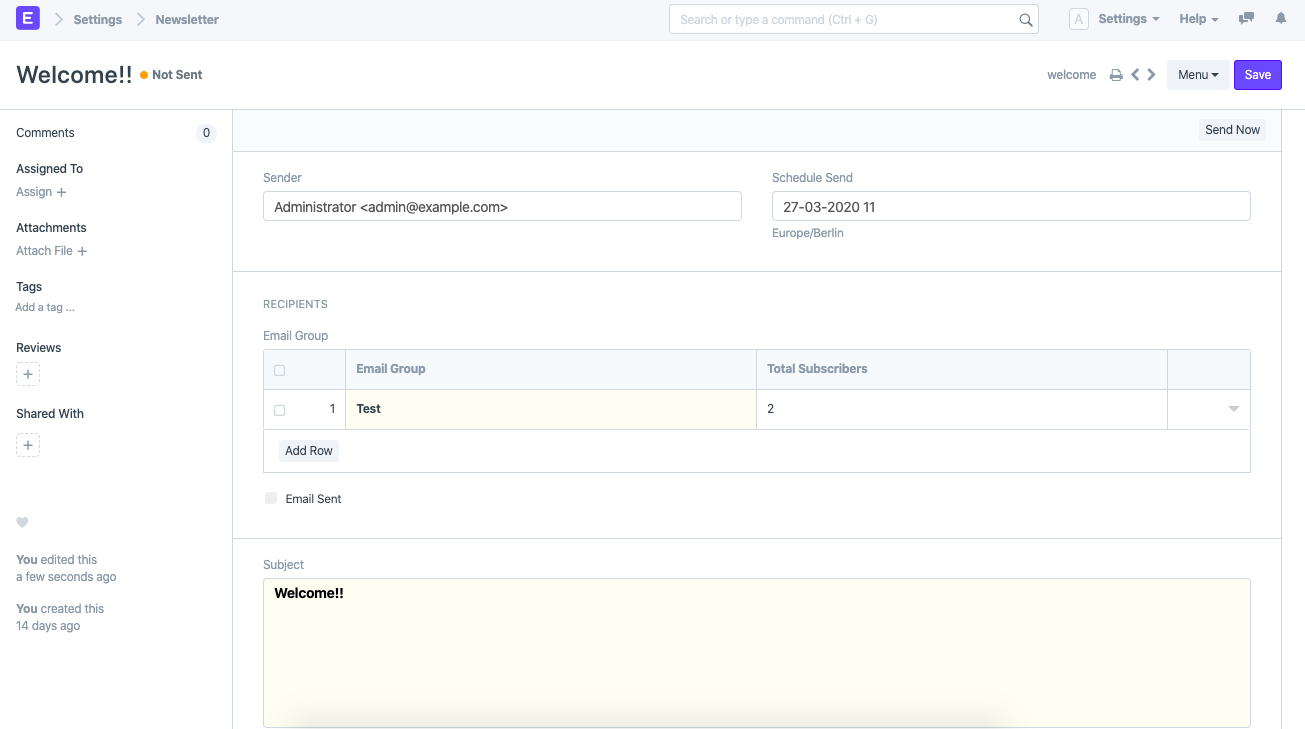 E Settings Newsletter Search or type a command (Ctrl + G) A Settings Help
Welcome!! Not Sent welcome Menu Save
Comments 0
Send Now
Assigned To
Assign +
Attachments
Attach File +
Tags
Add a tag ...
Reviews
+
Shared With
+
You edited this
a few seconds ago
You created this
14 days ago
Sender
Administrator <admin@example.com>
Schedule Send
27-03-2020 11
Europe/Berlin
RECIPIENTS
Email Group
Email Group Total Subscribers
1 Test 2
Add Row
Email Sent
Subject
Welcome!!